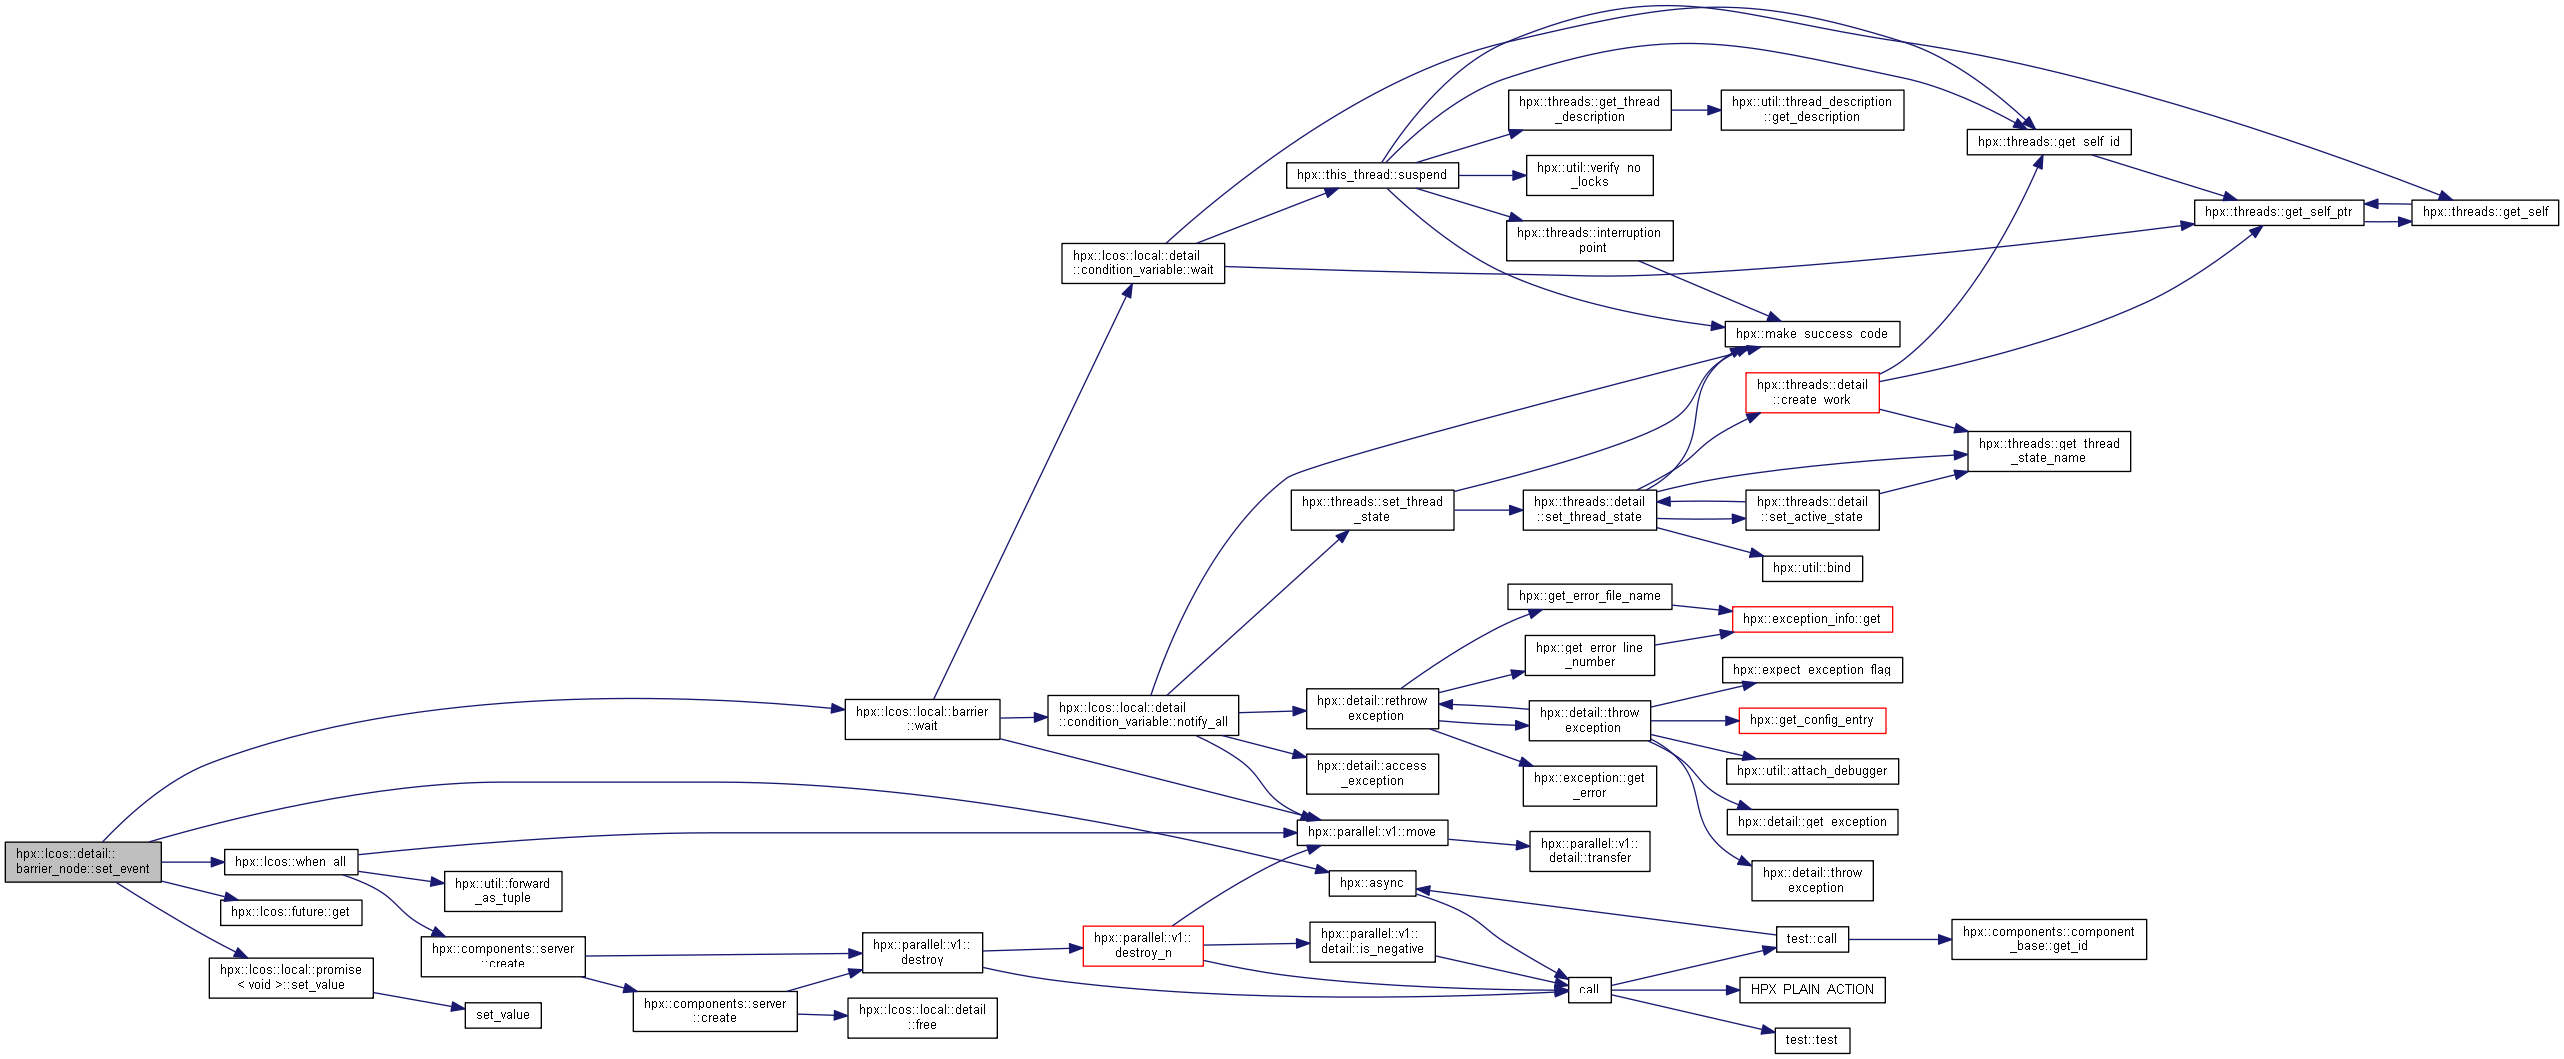 hpx::lcos::detail::
barrier_node::set_event
hpx::lcos::when_all
hpx::lcos::future::get
hpx::lcos::local::promise
< void >::set_value
hpx::util::forward
_as_tuple
hpx::components::server
::create
set_value
hpx::components::server
::create
hpx::lcos::local::barrier
::wait
hpx::parallel::v1::
destroy
hpx::lcos::local::detail
::free
hpx::lcos::local::detail
::condition_variable::wait
hpx::lcos::local::detail
::condition_variable::notify_all
hpx::parallel::v1::
destroy_n
hpx::this_thread::suspend
hpx::threads::set_thread
_state
hpx::detail::rethrow
_exception
hpx::detail::access
_exception
hpx::parallel::v1::move
hpx::async
hpx::parallel::v1::
detail::is_negative
hpx::threads::get_thread
_description
hpx::util::verify_no
_locks
hpx::threads::interruption
_point
hpx::threads::detail
::set_thread_state
hpx::get_error_file_name
hpx::get_error_line
_number
hpx::detail::throw
_exception
hpx::exception::get
_error
hpx::parallel::v1::
detail::transfer
call
hpx::util::thread_description
::get_description
hpx::make_success_code
hpx::threads::detail
::create_work
hpx::threads::detail
::set_active_state
hpx::util::bind
hpx::exception_info::get
hpx::expect_exception_flag
hpx::get_config_entry
hpx::util::attach_debugger
hpx::detail::get_exception
hpx::detail::throw
_exception
test::call
HPX_PLAIN_ACTION
test::test
hpx::threads::get_self_id
hpx::threads::get_thread
_state_name
hpx::components::component
_base::get_id
hpx::threads::get_self_ptr
hpx::threads::get_self